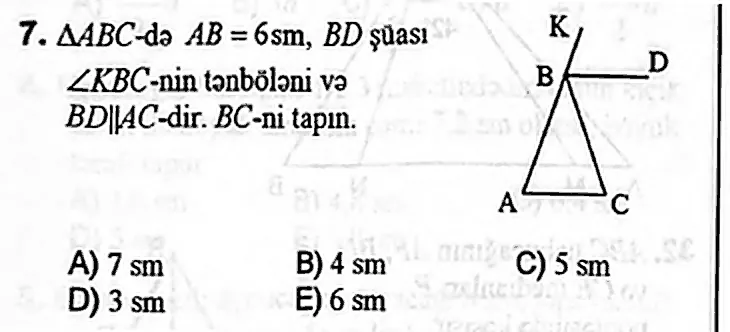 7. ΔABC-də AB = 6sm, BD şüası
∠KBC-nin tənböləni və
BD||AC-dir. BC-ni tapın.
K
B
D
A
C
A) 7 sm B) 4 sm C) 5 sm
D) 3 sm E) 6 sm